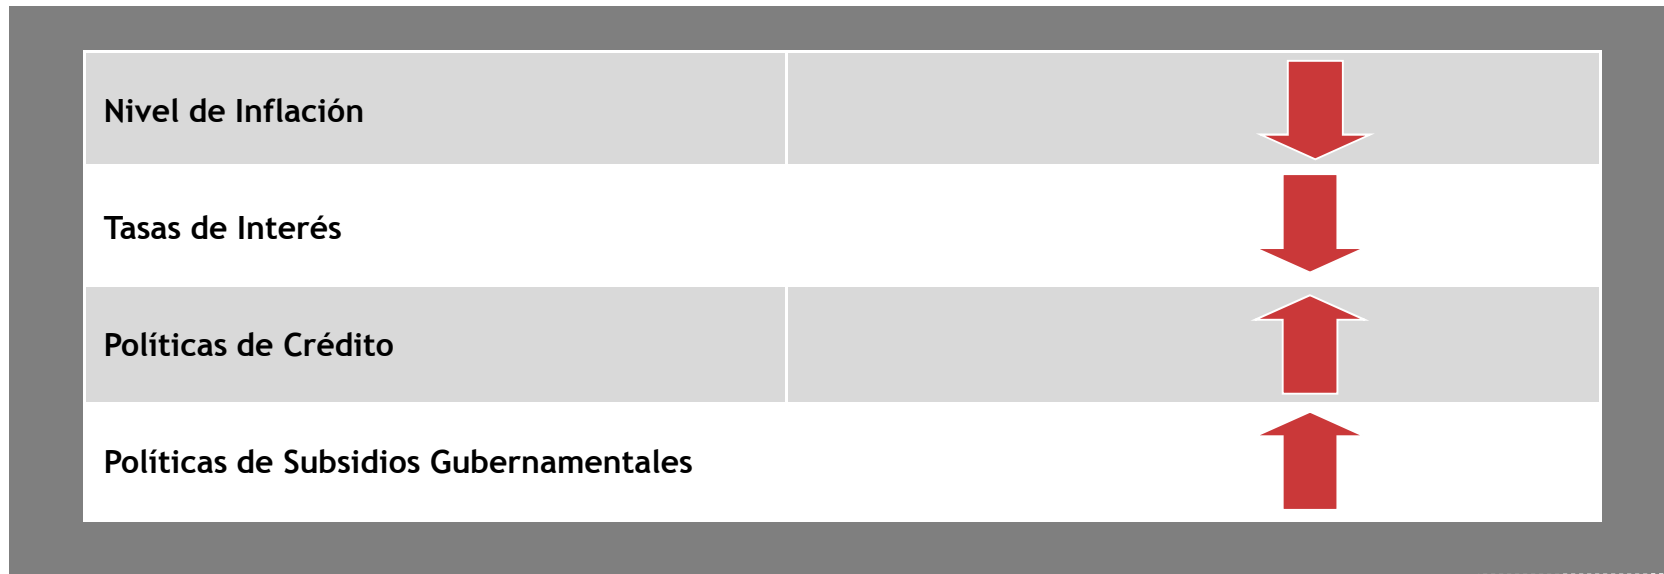 Nivel de Inflación
Tasas de Interés
Políticas de Crédito
Políticas de Subsidios Gubernamentales